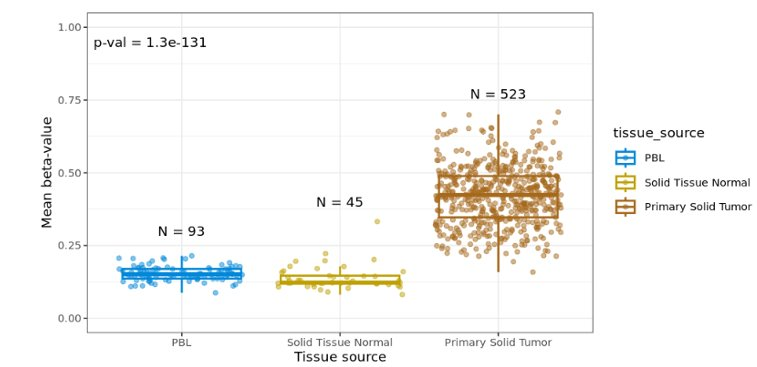 1.00
p-val = 1.3e-131
0.75
N = 523
0.50
N = 45
0.25
N = 93
0.00
Mean beta-value
PBL
Solid Tissue Normal
Primary Solid Tumor
Tissue source
tissue_source
PBL
Solid Tissue Normal
Primary Solid Tumor